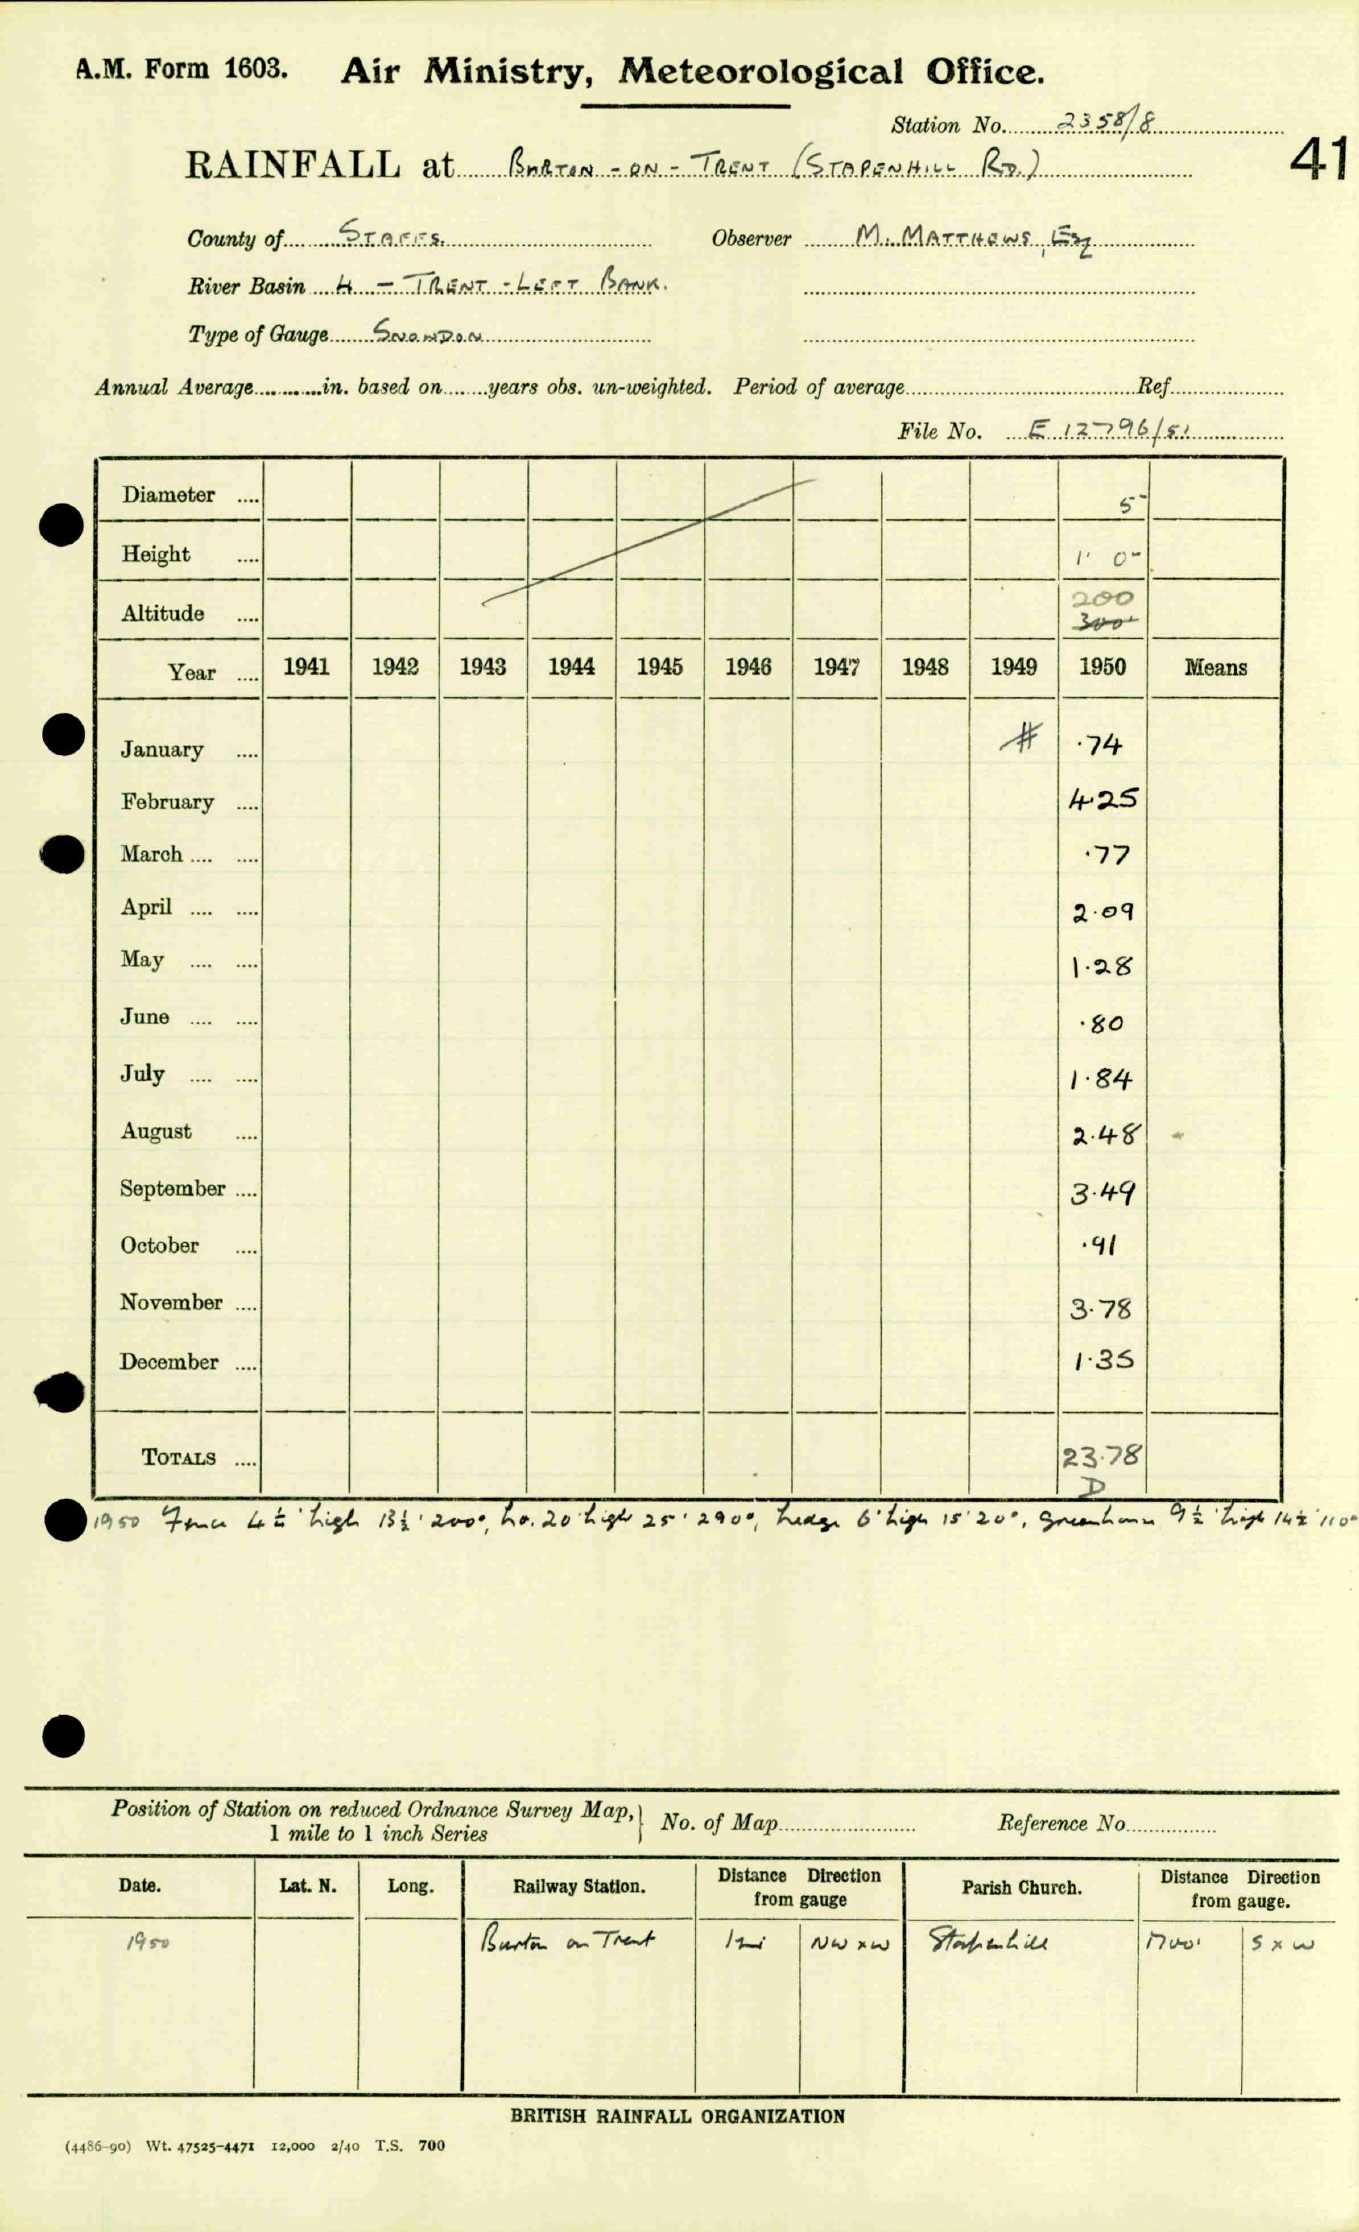 A.M. Form 1603. Air Ministry, Meteorological Office.
Station No. 2358/8
RAINFALL at BURTON - ON - TRENT (STAPENHILL RD.)
41
County of STAFFS. Observer M. MATTHEWS, Esq
River Basin 4 - TRENT - LEFT BANK.
Type of Gauge SNOWDON
Annual Average in. based on years obs. un-weighted. Period of average Ref.
File No. E 12796/51
Diameter .... 5"
Height .... 1' 0"
Altitude .... 200
300'
Year .... 1941 1942 1943 1944 1945 1946 1947 1948 1949 1950 Means
January .... # .74
February .... 4.25
March .... .... .77
April .... .... 2.09
May .... .... 1.28
June .... .... .80
July .... .... 1.84
August .... 2.48
September .... 3.49
October .... .91
November .... 3.78
December .... 1.35
TOTALS .... 23.78
D
1950 Fence 4½' high 13½' 200°, ho. 20' high 25' 290°, hedge 6' high 15' 20°, greenhouse 9½' high 14½' 110°
Position of Station on reduced Ordnance Survey Map,
1 mile to 1 inch Series
No. of Map Reference No.
Date. Lat. N. Long. Railway Station. Distance Direction from gauge Parish Church. Distance Direction from gauge.
1950 Burton on Trent 1 mi NW x W Stapenhill 1700' S x W
BRITISH RAINFALL ORGANIZATION
(4486-90) Wt. 47525-4471 12,000 2/40 T.S. 700